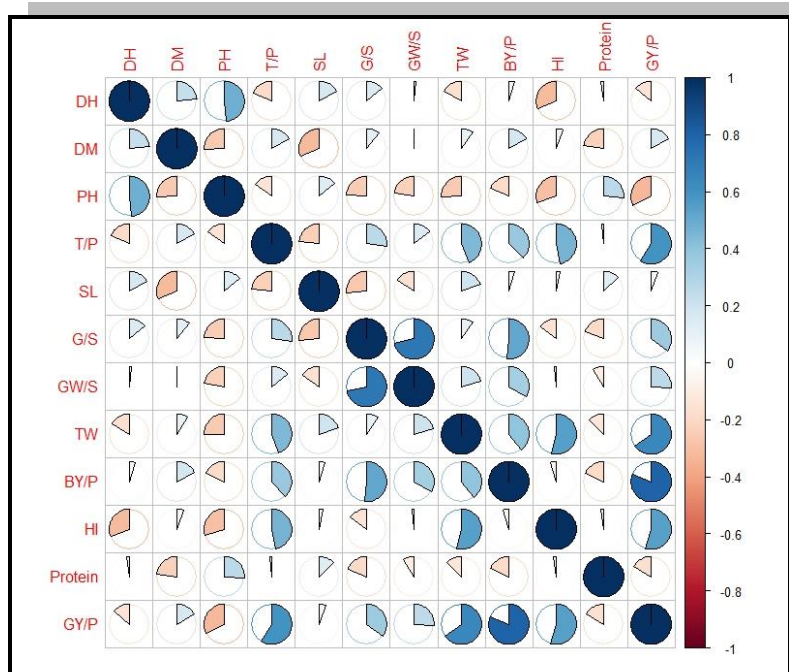 DH DM PH T/P SL G/S GW/S TW BY/P HI Protein GY/P
DH
DM
PH
T/P
SL
G/S
GW/S
TW
BY/P
HI
Protein
GY/P
1
0.8
0.6
0.4
0.2
0
-0.2
-0.4
-0.6
-0.8
-1